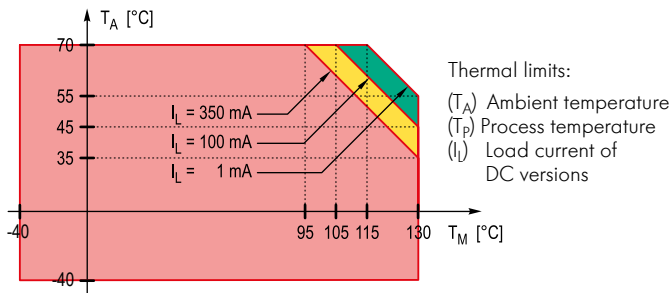 T_A [°C]
70
55
45
35
-40
I_L = 350 mA
I_L = 100 mA
I_L = 1 mA
-40
95 105 115 130 T_M [°C]
Thermal limits:
(T_A) Ambient temperature
(T_P) Process temperature
(I_L) Load current of
DC versions